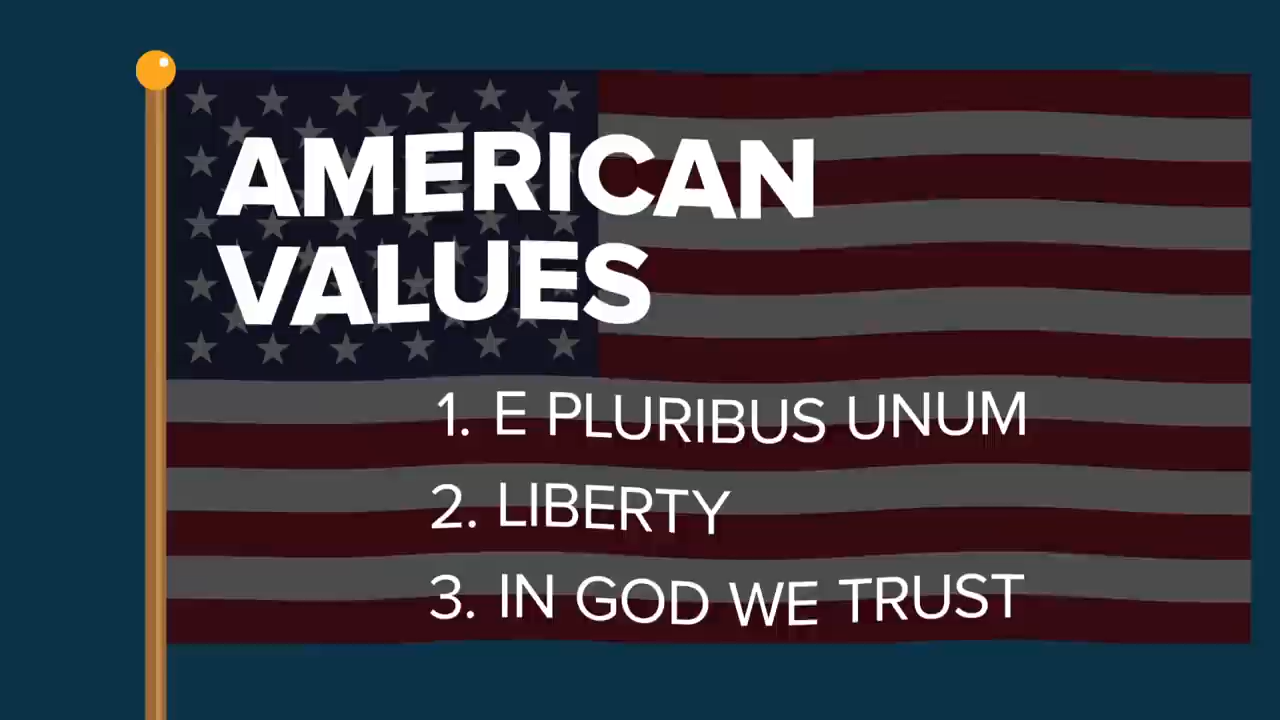 AMERICAN
VALUES
1. E PLURIBUS UNUM
2. LIBERTY
3. IN GOD WE TRUST